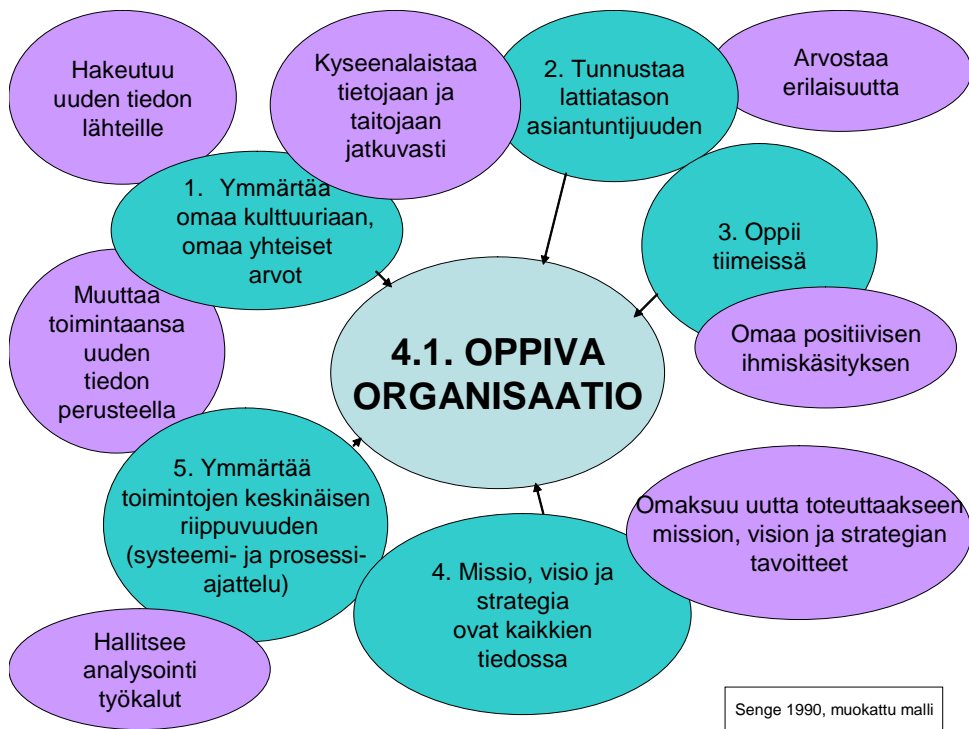 Hakeutuu
uuden tiedon
lähteille
Kyseenalaistaa
tietojaan ja
taitojaan
jatkuvasti
2. Tunnustaa
lattiatason
asiantuntijuuden
Arvostaa
erilaisuutta
1. Ymmärtää
omaa kulttuuriaan,
omaa yhteiset
arvot
3. Oppii
tiimeissä
Muuttaa
toimintaansa
uuden
tiedon
perusteella
4.1. OPPIVA
ORGANISAATIO
Omaa positiivisen
ihmiskäsityksen
5. Ymmärtää
toimintojen keskinäisen
riippuvuuden
(systeemi- ja prosessi-
ajattelu)
Omaksuu uutta toteuttaakseen
mission, vision ja strategian
tavoitteet
4. Missio, visio ja
strategia
ovat kaikkien
tiedossa
Hallitsee
analysointi
työkalut
Senge 1990, muokattu malli